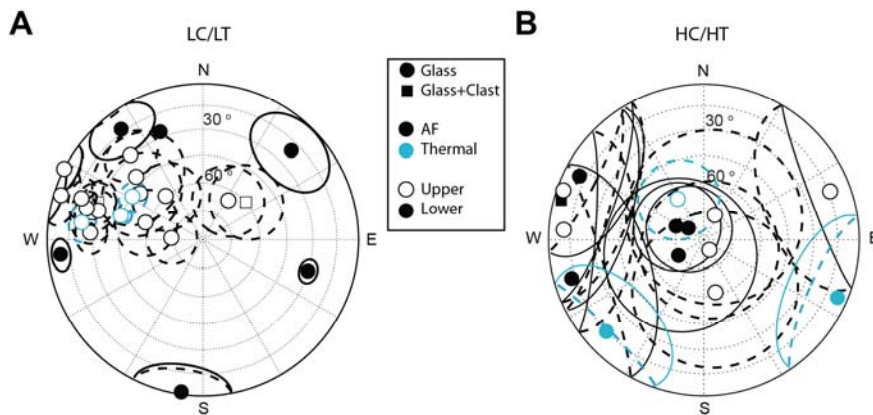 A
LC/LT
N
30 °
60 °
W
E
S
Glass
Glass+Clast
AF
Thermal
Upper
Lower
B
HC/HT
N
30 °
60 °
W
E
S